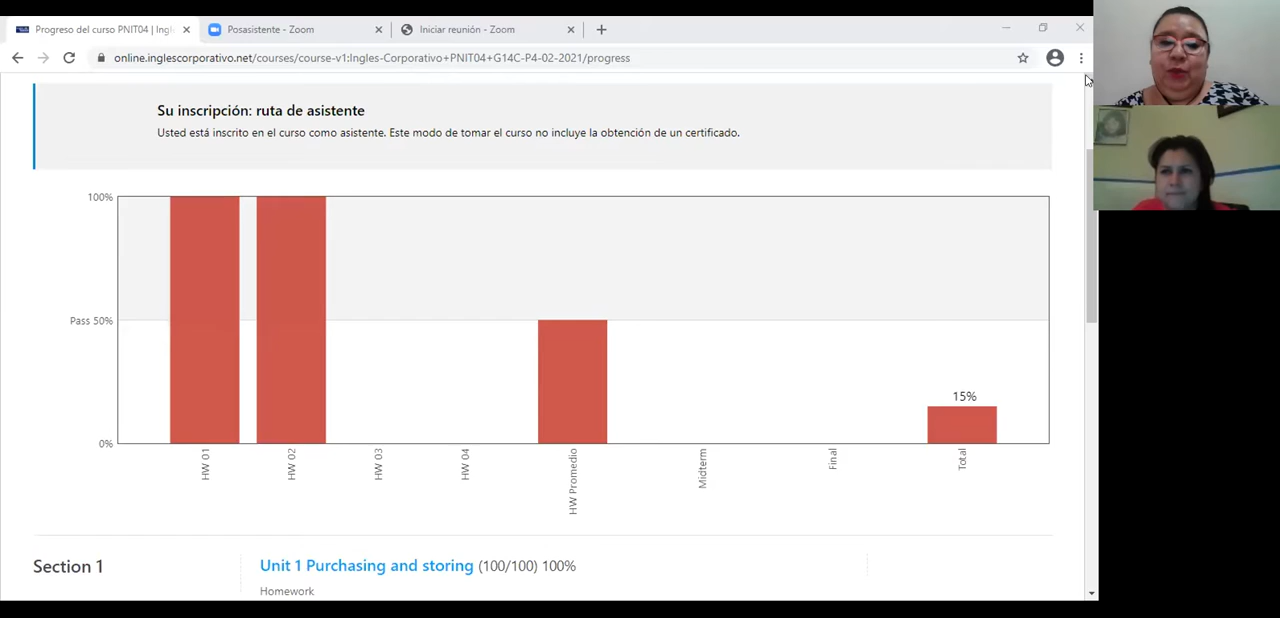 Progreso del curso PNIT04 | Ingl
Posasistente - Zoom
Iniciar reunión - Zoom
online.inglescorporativo.net/courses/course-v1:Ingles-Corporativo+PNIT04+G14C-P4-02-2021/progress
Su inscripción: ruta de asistente
Usted está inscrito en el curso como asistente. Este modo de tomar el curso no incluye la obtención de un certificado.
100%
Pass 50%
0%
15%
HW 01
HW 02
HW 03
HW 04
HW Promedio
Midterm
Final
Total
Section 1
Unit 1 Purchasing and storing (100/100) 100%
Homework